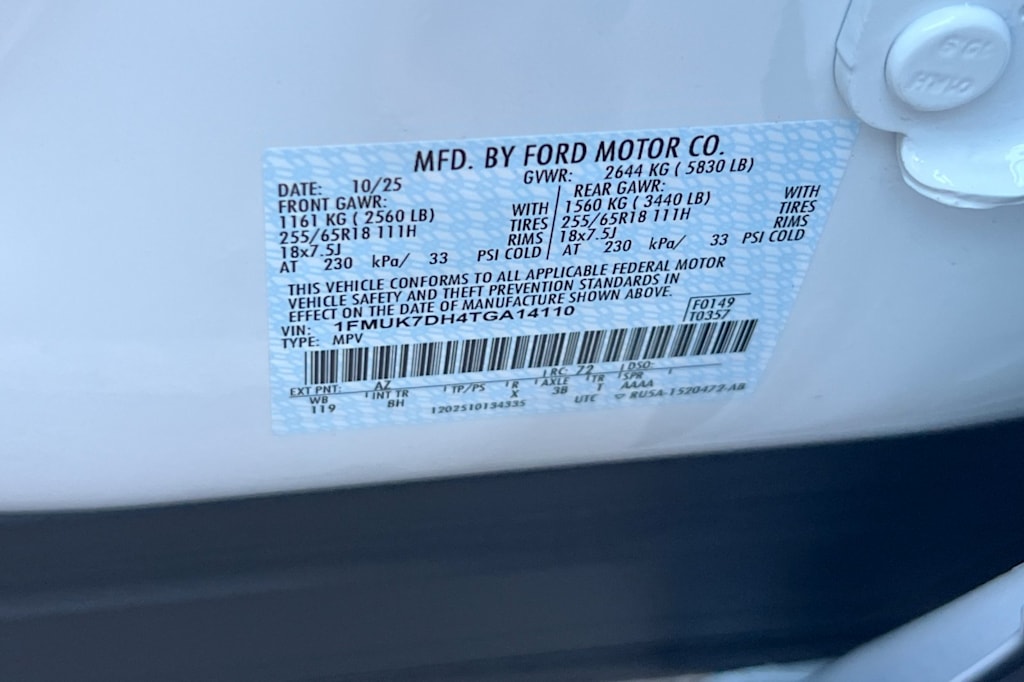 MFD. BY FORD MOTOR CO.
DATE: 10/25
GVWR: 2644 KG ( 5830 LB)
FRONT GAWR:
1161 KG ( 2560 LB) WITH
255/65R18 111H TIRES
18x7.5J RIMS
AT 230 kPa/ 33 PSI COLD
REAR GAWR: WITH
1560 KG ( 3440 LB) TIRES
255/65R18 111H RIMS
18x7.5J
AT 230 kPa/ 33 PSI COLD
THIS VEHICLE CONFORMS TO ALL APPLICABLE FEDERAL MOTOR
VEHICLE SAFETY AND THEFT PREVENTION STANDARDS IN
EFFECT ON THE DATE OF MANUFACTURE SHOWN ABOVE.
VIN: 1FMUK7DH4TGA14110
TYPE: MPV
F0149
T0357
EXT PNT: AZ RC: 72 DSO:
WB INT TR TP/PS R AXLE TR SPR
119 8H X 3B T AAAA
1202510134335 UTC RUSA-1520472-AB